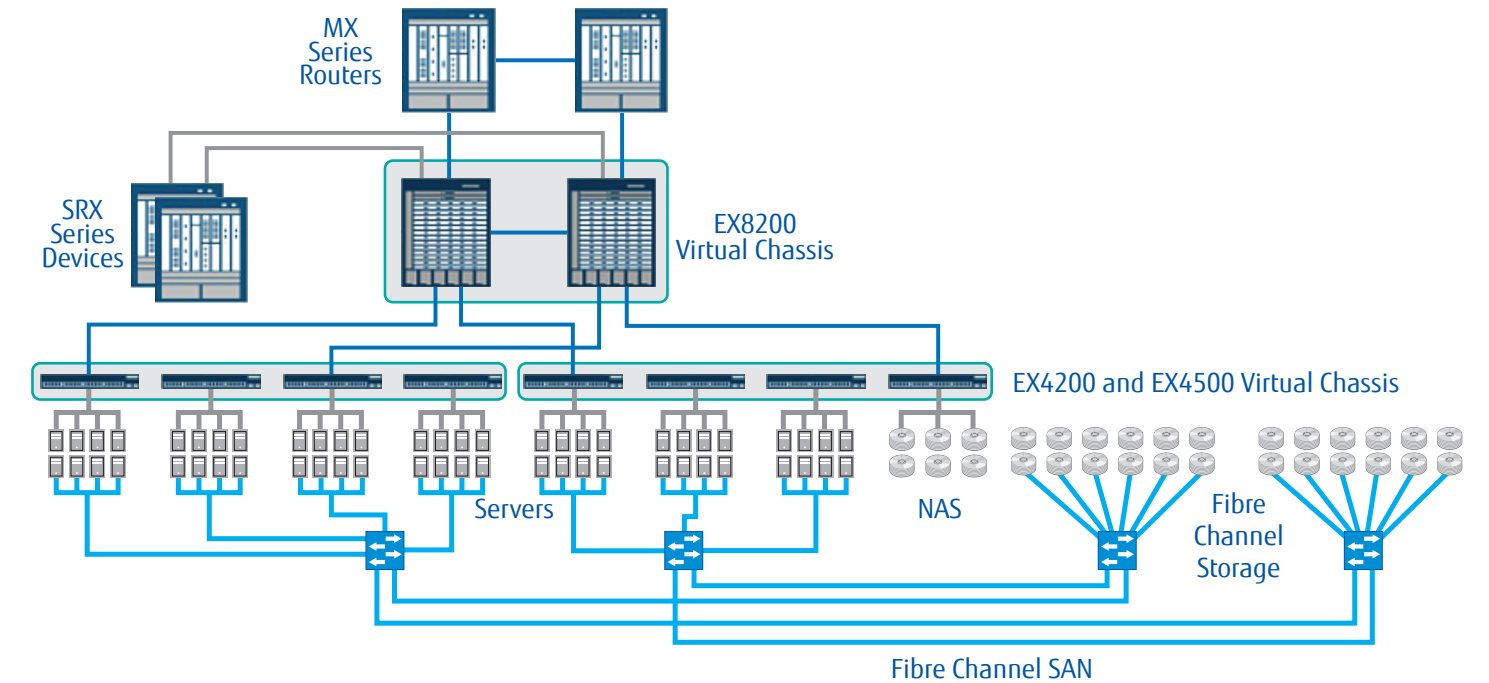 MX
Series
Routers
SRX
Series
Devices
EX8200
Virtual Chassis
EX4200 and EX4500 Virtual Chassis
Servers
NAS
Fibre
Channel
Storage
Fibre Channel SAN